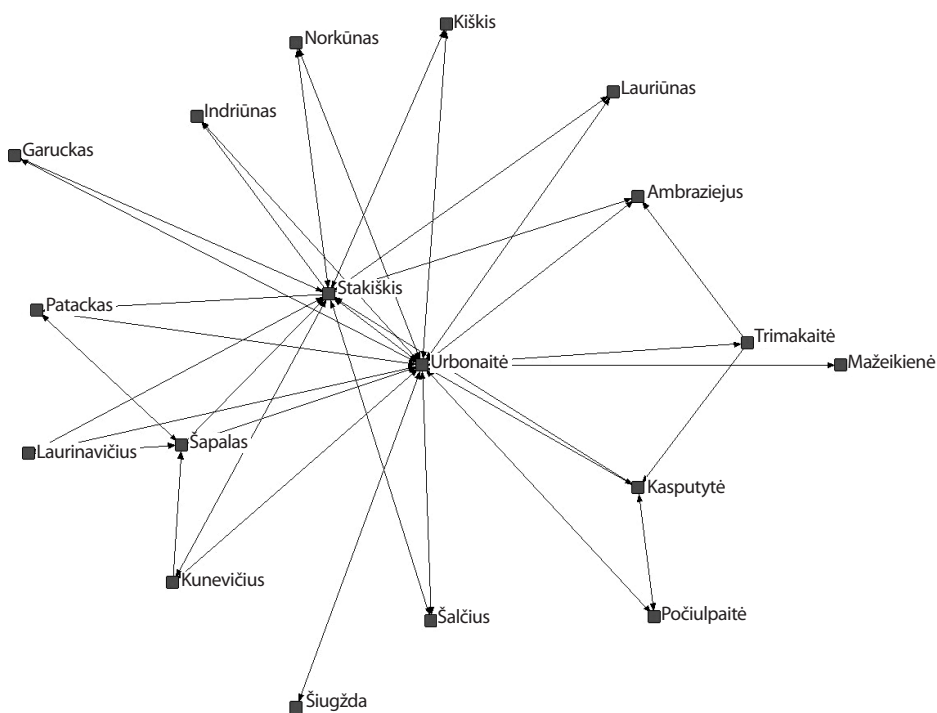 Kiškis
Norkūnas
Lauriūnas
Indriūnas
Garuckas
Ambraziejus
Stakiškis
Patackas
Trimakaitė
Urbonaitė
Mažeikienė
Šapalas
Laurinavičius
Kasputytė
Kunevičius
Šalčius
Počiulpaitė
Šiugžda